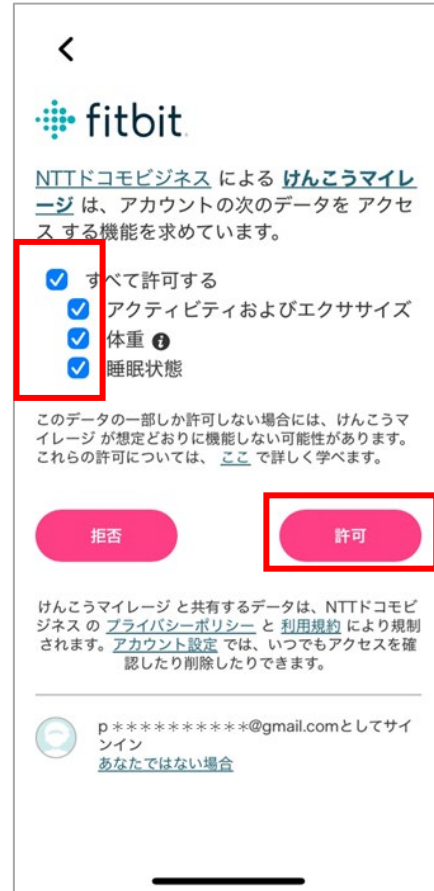 fitbit
NTTドコモビジネス による けんこうマイレ
ージ は、アカウントの次のデータを アクセ
ス する機能を求めています。
すべて許可する
アクティビティおよびエクササイズ
体重
睡眠状態
このデータの一部しか許可しない場合には、けんこうマ
イレージ が想定どおりに機能しない可能性があります。
これらの許可については、 ここ で詳しく学べます。
拒否
許可
けんこうマイレージ と共有するデータは、NTTドコモビ
ジネス の プライバシーポリシー と 利用規約 により規制
されます。アカウント設定 では、いつでもアクセスを確
認したり削除したりできます。
p＊＊＊＊＊＊＊＊＊＊@gmail.comとしてサイ
ンイン
あなたではない場合